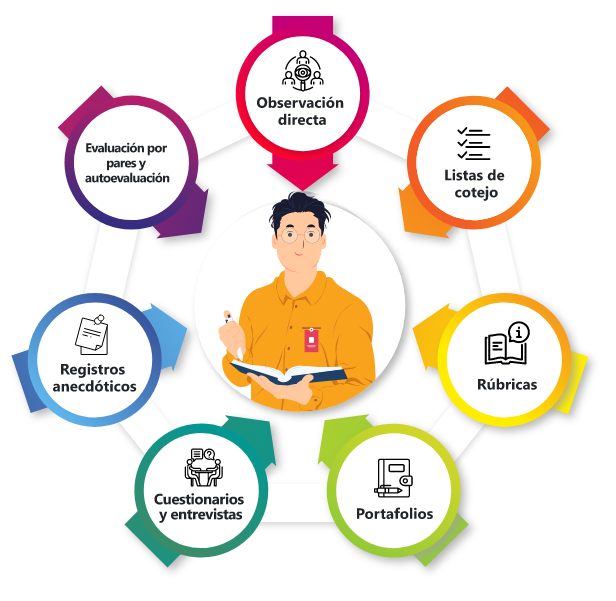 Observación
directa
Listas de
cotejo
Rúbricas
Portafolios
Cuestionarios
y entrevistas
Registros
anecdóticos
Evaluación por
pares y
autoevaluación